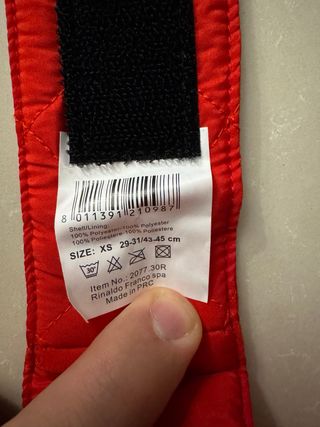 8 011391 210987
Shell/Lining:
100% Polyester-100% Polyester
100% Poliestere-100% Poliestere
SIZE: XS 29-31/43-45 cm
30°
Item No.: 2077.30R
Rinaldo Franco spa
Made in PRC